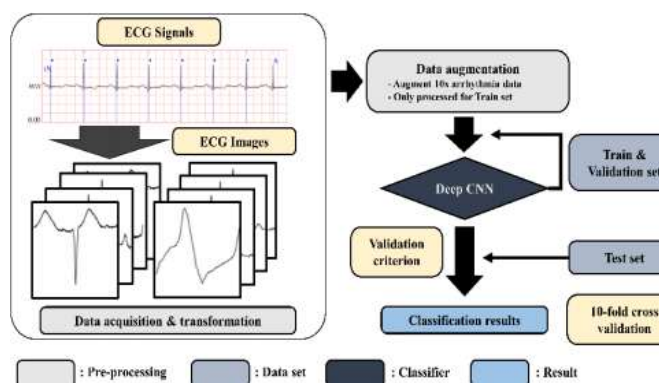 ECG Signals
ECG Images
Data acquisition & transformation
Data augmentation
- Augment 10x arrhythmia data
• Only processed for Train set
Train &
Validation set
Deep CNN
Validation
criterion
Test set
Classification results
10-fold cross
validation
: Pre-processing
: Data set
: Classifier
: Result